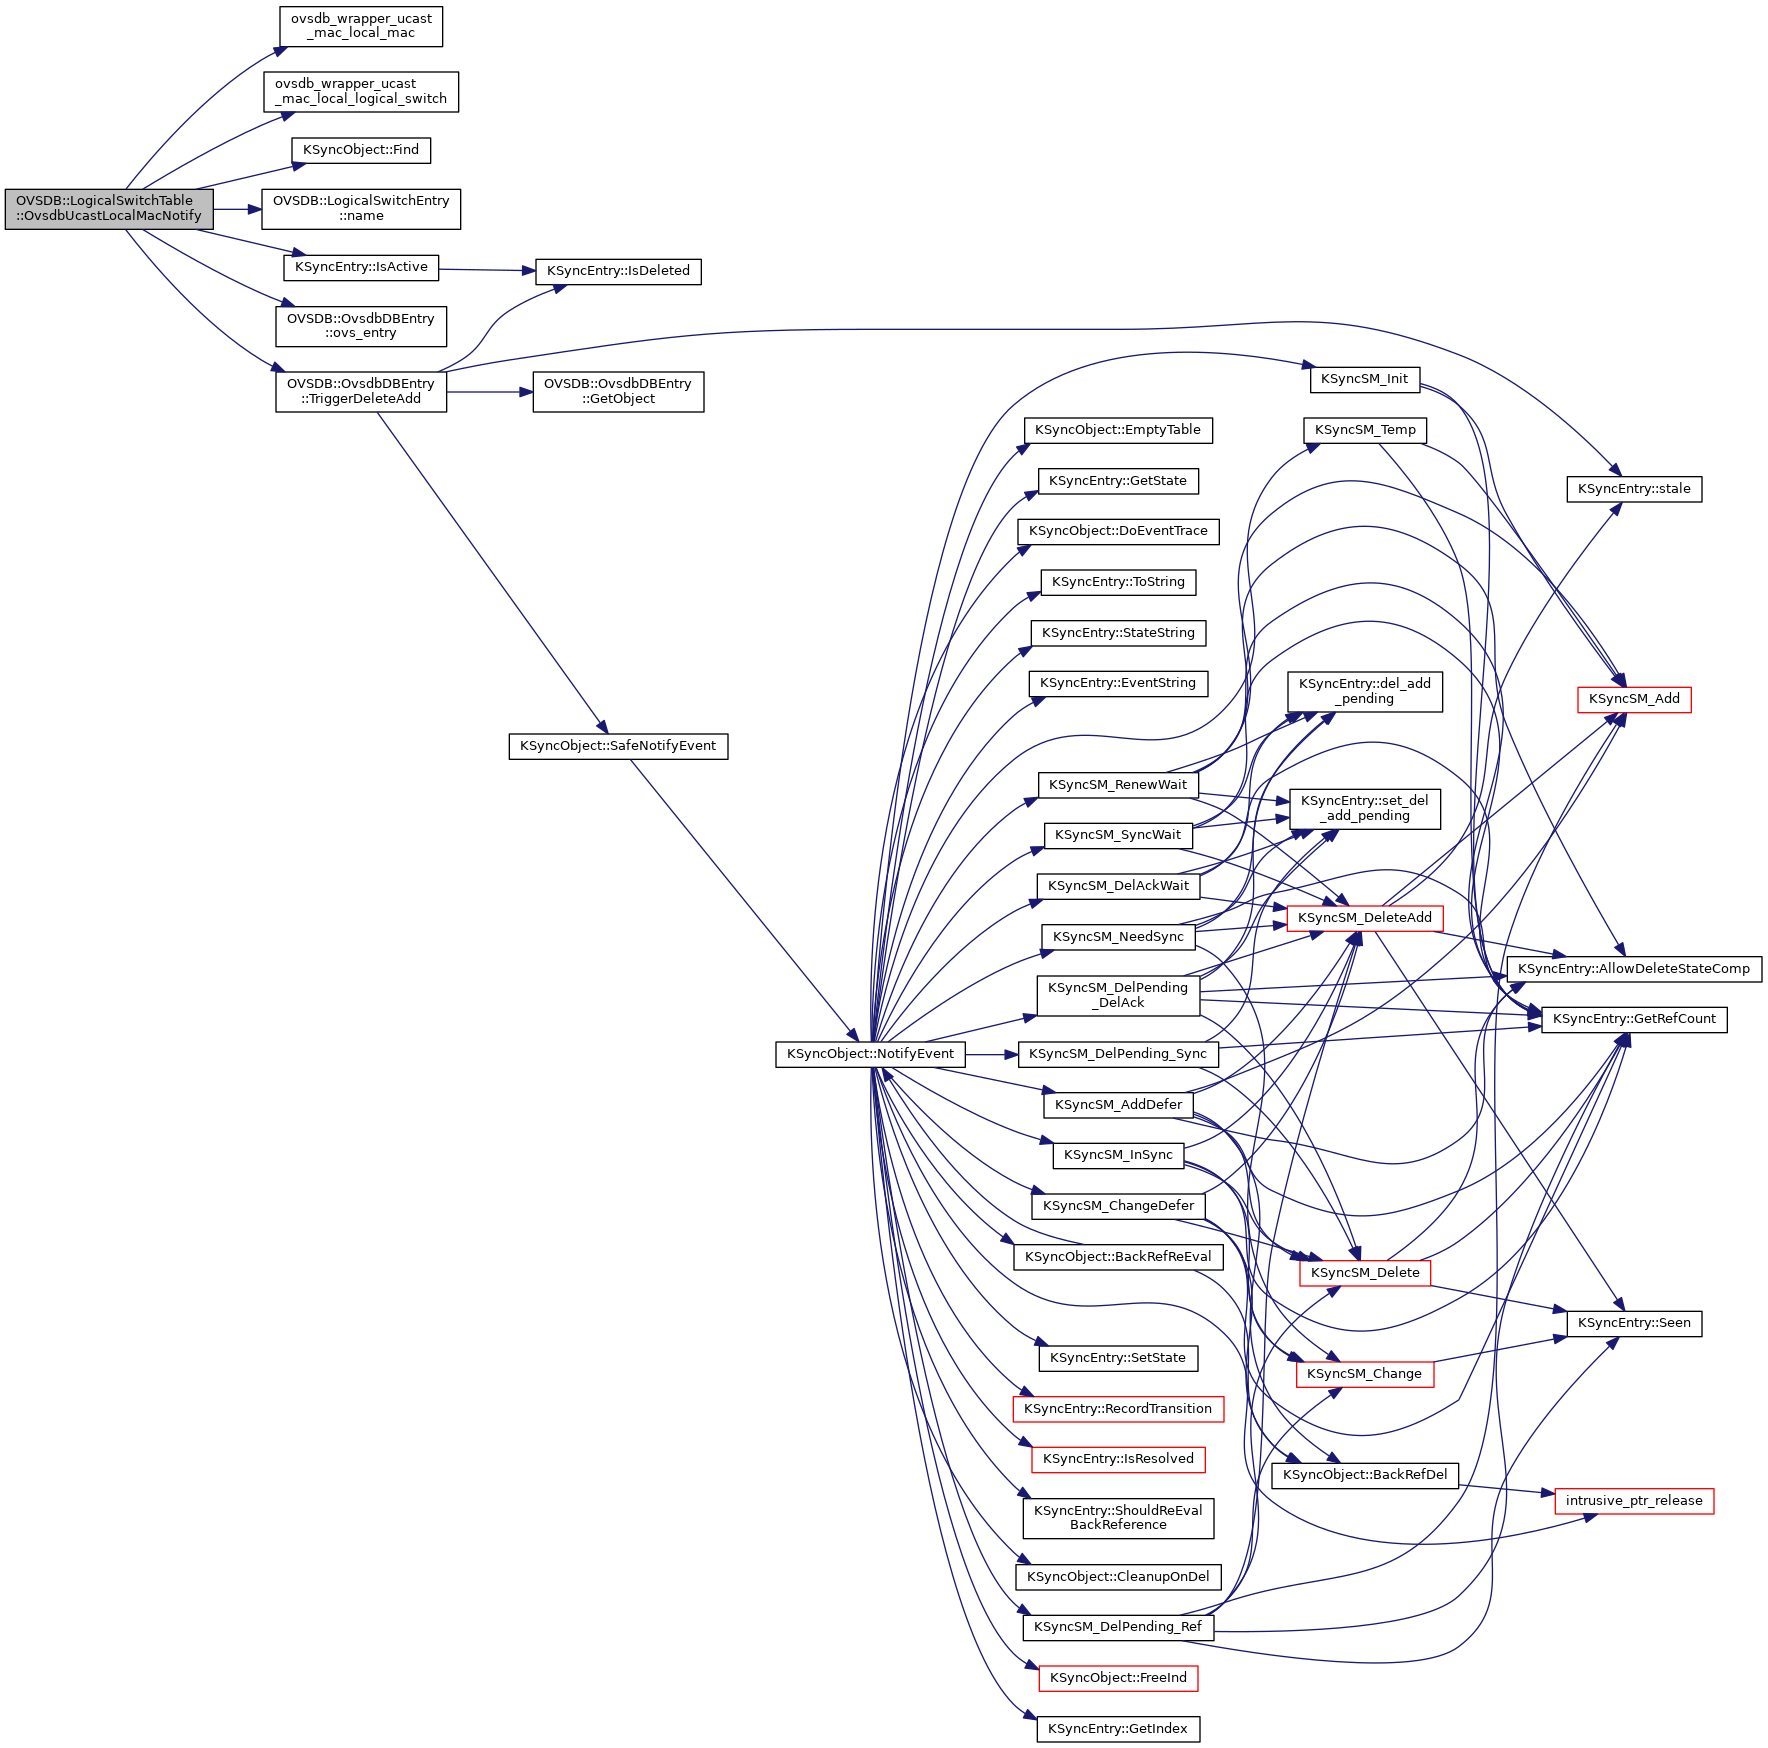 ovsdb_wrapper_ucast
_mac_local_mac
ovsdb_wrapper_ucast
_mac_local_logical_switch
KSyncObject::Find
OVSDB::LogicalSwitchTable
::OvsdbUcastLocalMacNotify
OVSDB::LogicalSwitchEntry
::name
KSyncEntry::IsActive
KSyncEntry::IsDeleted
OVSDB::OvsdbDBEntry
::ovs_entry
OVSDB::OvsdbDBEntry
::TriggerDeleteAdd
OVSDB::OvsdbDBEntry
::GetObject
KSyncObject::SafeNotifyEvent
KSyncObject::NotifyEvent
KSyncSM_Init
KSyncObject::EmptyTable
KSyncSM_Temp
KSyncEntry::GetState
KSyncEntry::stale
KSyncObject::DoEventTrace
KSyncEntry::ToString
KSyncEntry::StateString
KSyncEntry::EventString
KSyncEntry::del_add
_pending
KSyncSM_Add
KSyncSM_RenewWait
KSyncEntry::set_del
_add_pending
KSyncSM_SyncWait
KSyncSM_DelAckWait
KSyncSM_DeleteAdd
KSyncSM_NeedSync
KSyncEntry::AllowDeleteStateComp
KSyncSM_DelPending
_DelAck
KSyncEntry::GetRefCount
KSyncSM_DelPending_Sync
KSyncSM_AddDefer
KSyncSM_InSync
KSyncSM_ChangeDefer
KSyncObject::BackRefReEval
KSyncSM_Delete
KSyncEntry::Seen
KSyncEntry::SetState
KSyncSM_Change
KSyncEntry::RecordTransition
KSyncEntry::IsResolved
KSyncObject::BackRefDel
intrusive_ptr_release
KSyncEntry::ShouldReEval
BackReference
KSyncObject::CleanupOnDel
KSyncSM_DelPending_Ref
KSyncObject::FreeInd
KSyncEntry::GetIndex